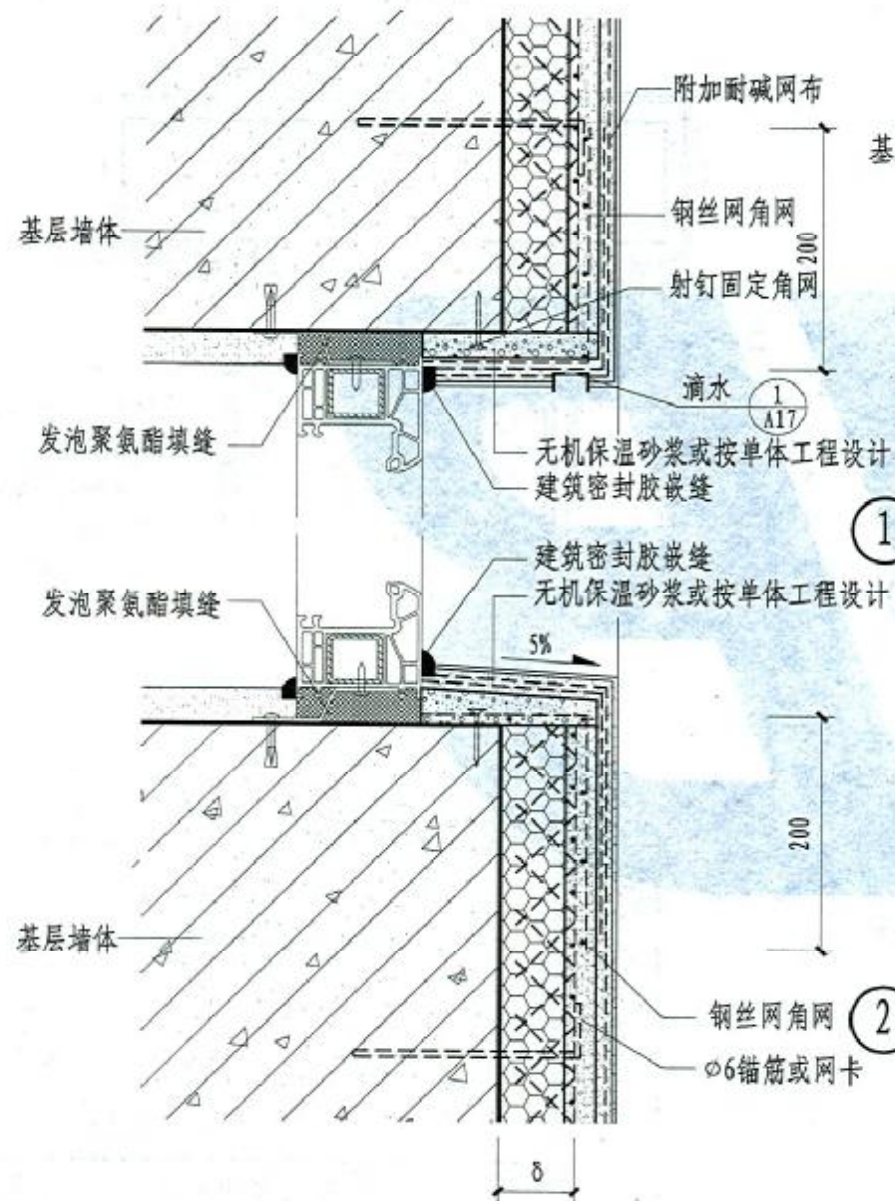 附加耐碱网布
基
钢丝网角网
200
基层墙体
射钉固定角网
滴水
1
A17
发泡聚氨酯填缝
无机保温砂浆或按单体工程设计
建筑密封胶嵌缝
1
建筑密封胶嵌缝
发泡聚氨酯填缝
无机保温砂浆或按单体工程设计
5%
200
基层墙体
钢丝网角网
2
∅6锚筋或网卡
δ